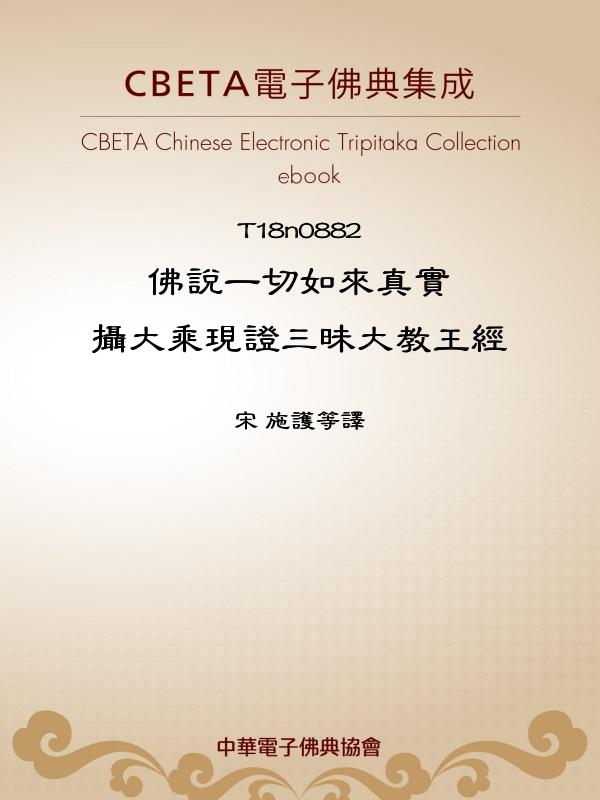 CBETA電子佛典集成
CBETA Chinese Electronic Tripitaka Collection
ebook
T18n0882
佛說一切如來真實
攝大乘現證三昧大教王經
宋 施護等譯
中華電子佛典協會